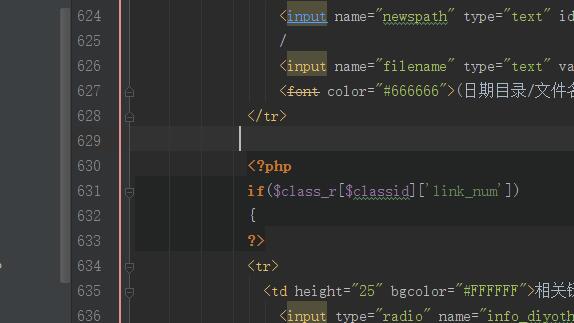 624 <input name="newspath" type="text" id
625 /
626 <input name="filename" type="text" va
627 <font color="#666666">(日期目录/文件名
628 </tr>
629
630 <?php
631 if($class_r[$classid]['link_num'])
632 {
633 ?>
634 <tr>
635 <td height="25" bgcolor="#FFFFFF">相关链
636 <input type="radio" name="info_diyoth